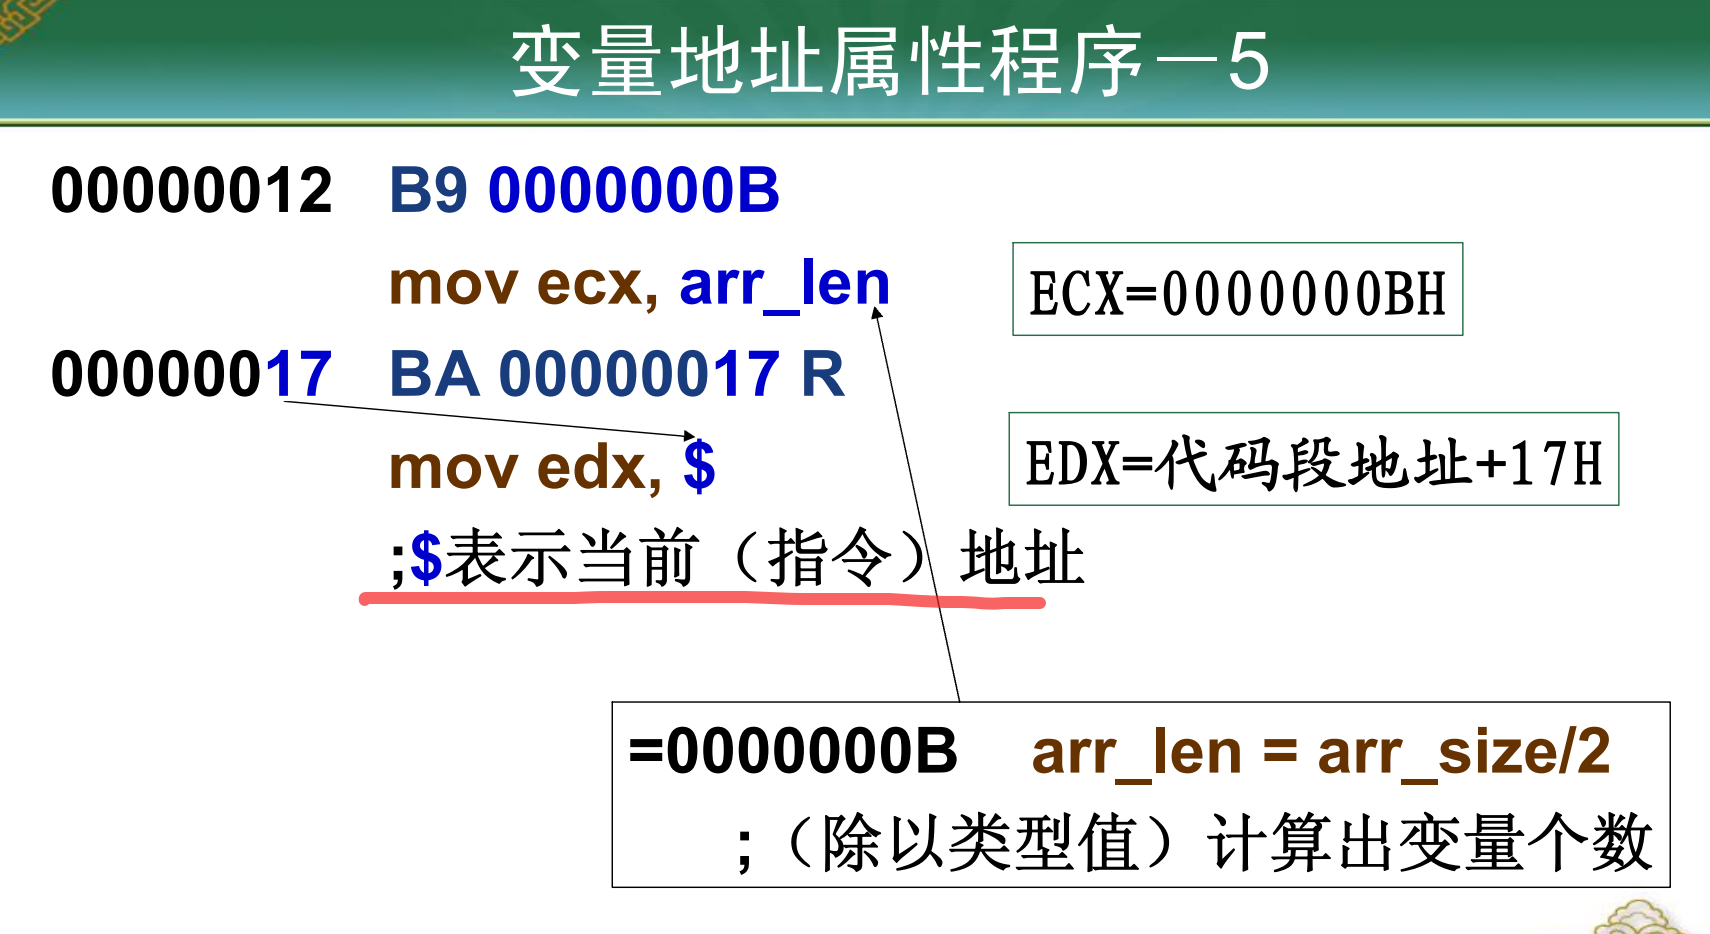 变量地址属性程序－5
00000012 B9 0000000B
mov ecx, arr_len
ECX=0000000BH
00000017 BA 00000017 R
mov edx, $
EDX=代码段地址+17H
;$表示当前（指令）地址
=0000000B arr_len = arr_size/2
;（除以类型值）计算出变量个数